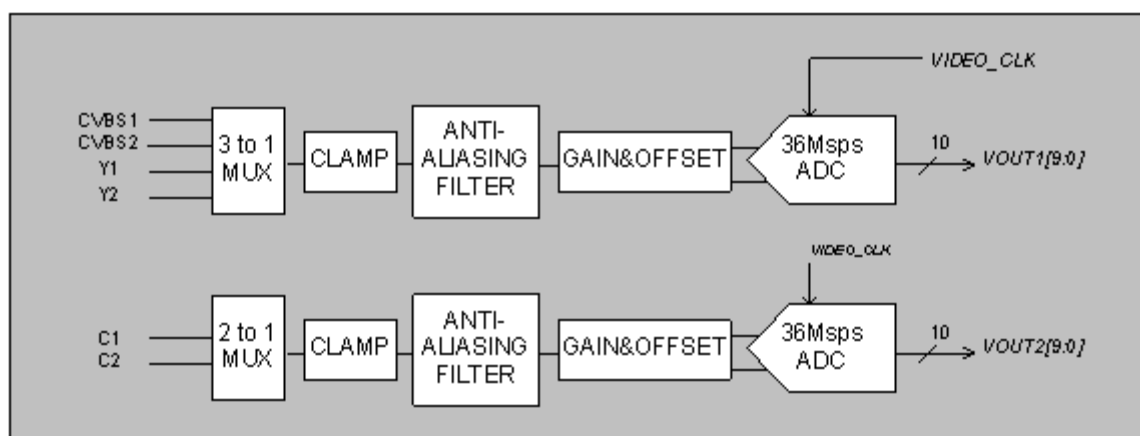 VIDEO_CLK
CVBS1
CVBS2
Y1
Y2
3 to 1
MUX
CLAMP
ANTI-
ALIASING
FILTER
GAIN&OFFSET
36Msps
ADC
10
VOUT1[9:0]
VIDEO_CLK
C1
C2
2 to 1
MUX
CLAMP
ANTI-
ALIASING
FILTER
GAIN&OFFSET
36Msps
ADC
10
VOUT2[9:0]